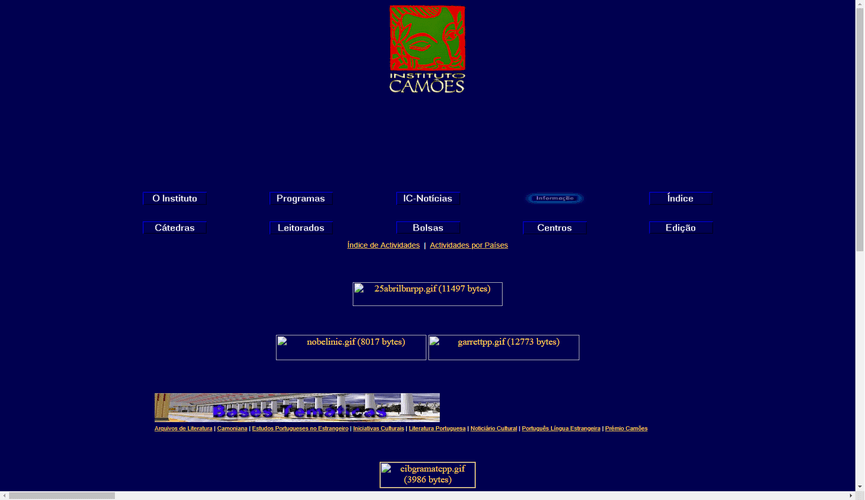 INSTITUTO
CAMÕES
O Instituto
Programas
IC-Notícias
Informação
Índice
Cátedras
Leitorados
Bolsas
Centros
Edição
Índice de Actividades | Actividades por Países
25abrilbnrpp.gif (11497 bytes)
nobelinic.gif (8017 bytes)
garrettpp.gif (12773 bytes)
Bases Temáticas
Arquivos de Literatura | Camoniana | Estudos Portugueses no Estrangeiro | Iniciativas Culturais | Literatura Portuguesa | Noticiário Cultural | Português Língua Estrangeira | Prémio Camões
cibgramatcpp.gif
(3986 bytes)